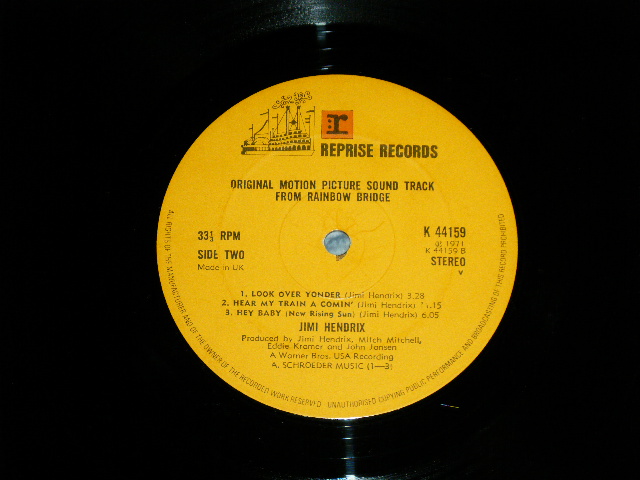 r
REPRISE RECORDS
ORIGINAL MOTION PICTURE SOUND TRACK
FROM RAINBOW BRIDGE
33⅓ RPM
SIDE TWO
Made in UK
K 44159
℗ 1971
K 44159 B
STEREO
v
1. LOOK OVER YONDER (Jimi Hendrix) 3.28
2. HEAR MY TRAIN A COMIN' (Jimi Hendrix)
3. HEY BABY (New Rising Sun) (Jimi Hendrix) 6.05
JIMI HENDRIX
Produced by Jimi Hendrix, Mitch Mitchell,
Eddie Kramer and John Jansen
A Warner Bros. USA Recording
A. SCHROEDER MUSIC (1—3)
ALL RIGHTS OF THE MANUFACTURER AND OF THE OWNER OF THE RECORDED WORK RESERVED UNAUTHORISED COPYING PUBLIC PERFORMANCE AND BROADCASTING OF THIS RECORD PROHIBITED